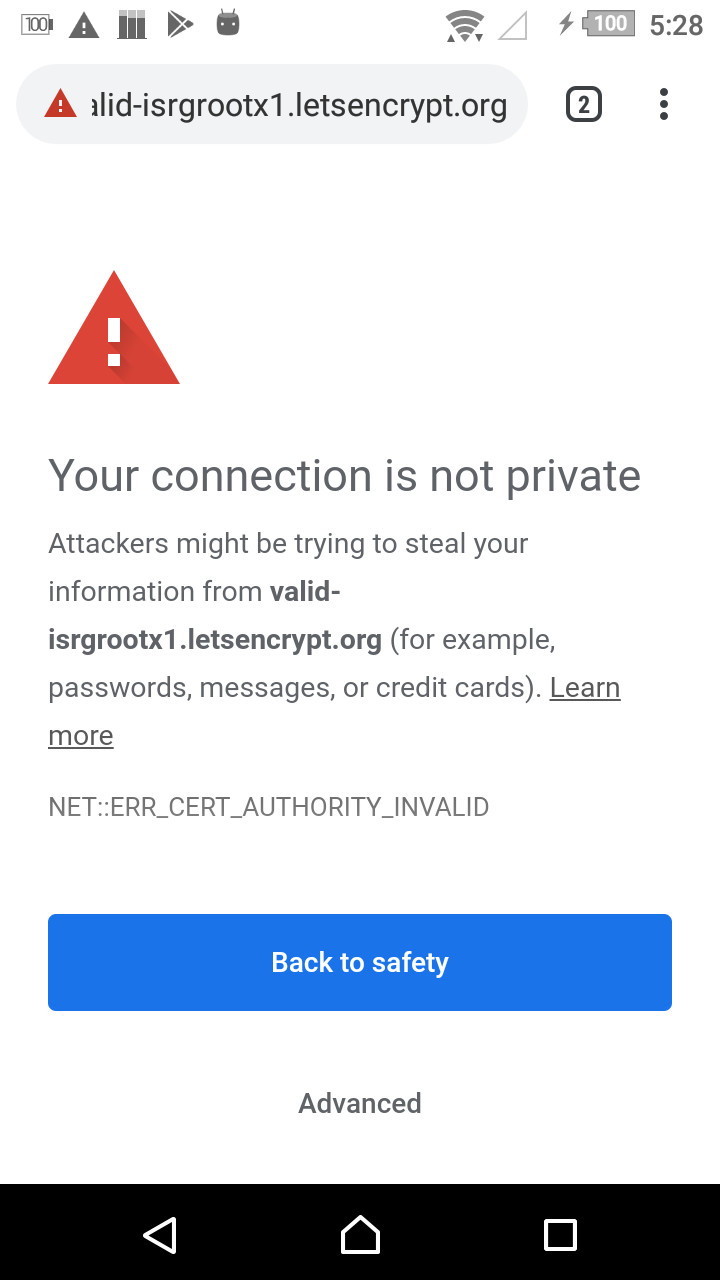 100 100 5:28
alid-isrgrootx1.letsencrypt.org 2
Your connection is not private
Attackers might be trying to steal your
information from valid-
isrgrootx1.letsencrypt.org (for example,
passwords, messages, or credit cards). Learn
more
NET::ERR_CERT_AUTHORITY_INVALID
Back to safety
Advanced